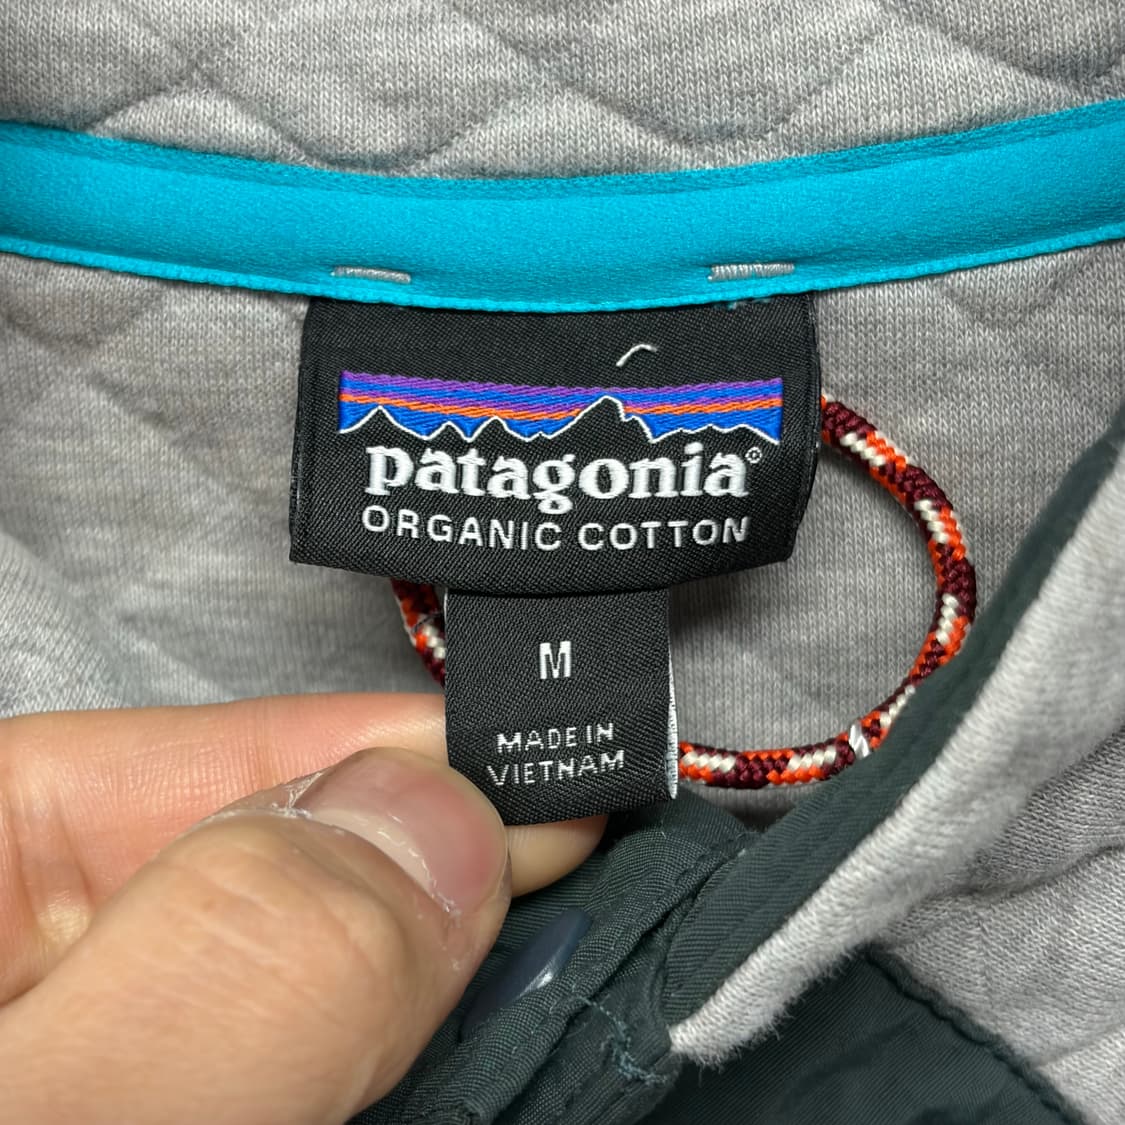 patagonia®
ORGANIC COTTON
M
MADE IN
VIETNAM